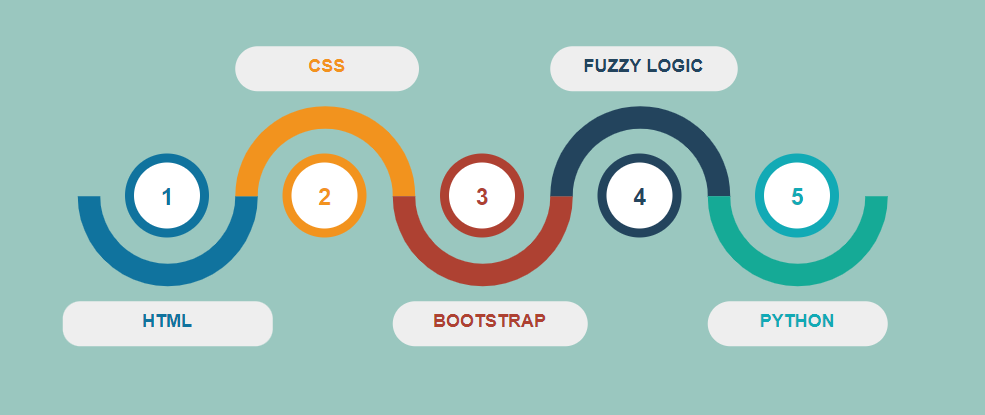 CSS
FUZZY LOGIC
1
2
3
4
5
HTML
BOOTSTRAP
PYTHON